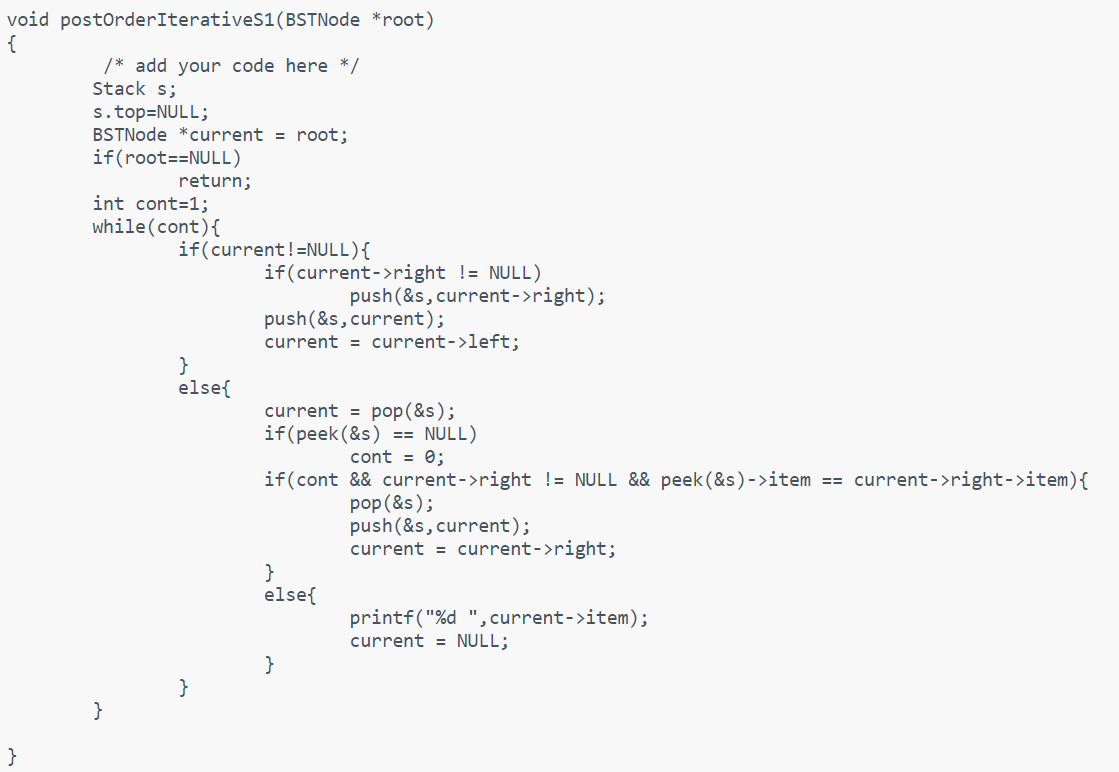 void postOrderIterativeS1(BSTNode *root)
{
         /* add your code here */
        Stack s;
        s.top=NULL;
        BSTNode *current = root;
        if(root==NULL)
                return;
        int cont=1;
        while(cont){
                if(current!=NULL){
                        if(current->right != NULL)
                                push(&s,current->right);
                        push(&s,current);
                        current = current->left;
                }
                else{
                        current = pop(&s);
                        if(peek(&s) == NULL)
                                cont = 0;
                        if(cont && current->right != NULL && peek(&s)->item == current->right->item){
                                pop(&s);
                                push(&s,current);
                                current = current->right;
                        }
                        else{
                                printf("%d ",current->item);
                                current = NULL;
                        }
                }
        }

}